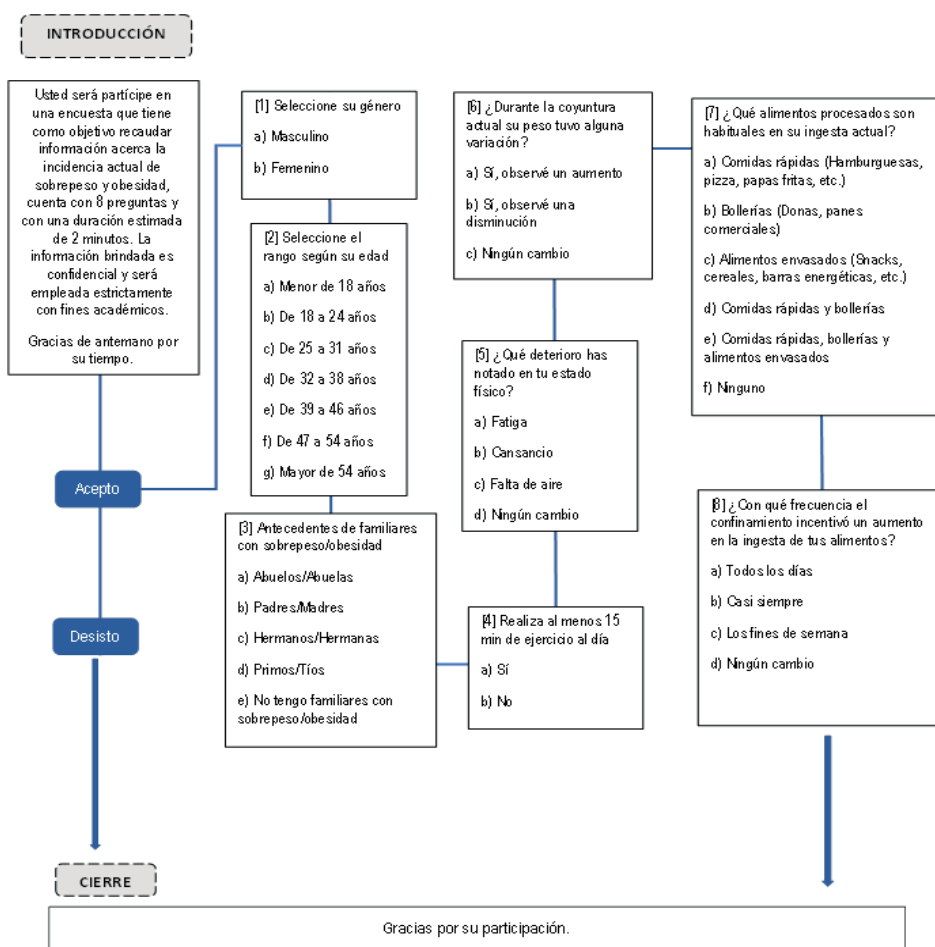 INTRODUCCIÓN
Usted será partícipe en
una encuesta que tiene
como objetivo recaudar
información acerca la
incidencia actual de
sobrepeso y obesidad,
cuenta con 8 preguntas y
con una duración estimada
de 2 minutos. La
información brindada es
confidencial y será
empleada estrictamente
con fines académicos.
Gracias de antemano por
su tiempo.
Acepto
Desisto
[1] Seleccione su género
a) Masculino
b) Femenino
[2] Seleccione el
rango según su edad
a) Menor de 18 años
b) De 18 a 24 años
c) De 25 a 31 años
d) De 32 a 38 años
e) De 39 a 46 años
f) De 47 a 54 años
g) Mayor de 54 años
[3] Antecedentes de familiares
con sobrepeso/obesidad
a) Abuelos/Abuelas
b) Padres/Madres
c) Hermanos/Hermanas
d) Primos/Tíos
e) No tengo familiares con
sobrepeso/obesidad
[4] Realiza al menos 15
min de ejercicio al día
a) Sí
b) No
[5] ¿Qué deterioro has
notado en tu estado
físico?
a) Fatiga
b) Cansancio
c) Falta de aire
d) Ningún cambio
[6] ¿Durante la coyuntura
actual su peso tuvo alguna
variación?
a) Sí, observé un aumento
b) Sí, observé una
disminución
c) Ningún cambio
[7] ¿Qué alimentos procesados son
habituales en su ingesta actual?
a) Comidas rápidas (Hamburguesas,
pizza, papas fritas, etc.)
b) Bollerías (Donas, panes
comerciales)
c) Alimentos envasados (Snacks,
cereales, barras energéticas, etc.)
d) Comidas rápidas y bollerías
e) Comidas rápidas, bollerías y
alimentos envasados
f) Ninguno
[8] ¿Con qué frecuencia el
confinamiento incentivó un aumento
en la ingesta de tus alimentos?
a) Todos los días
b) Casi siempre
c) Los fines de semana
d) Ningún cambio
CIERRE
Gracias por su participación.